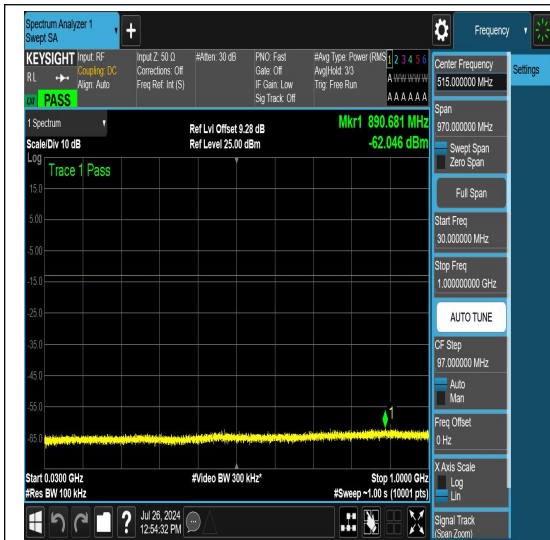 Spectrum Analyzer 1
Swept SA
+
Frequency
KEYSIGHT
Input: RF
Coupling: DC
Align: Auto
Input Z: 50 Ω
Corrections: Off
Freq Ref: Int (S)
#Atten: 30 dB
PNO: Fast
Gate: Off
IF Gain: Low
Sig Track: Off
#Avg Type: Power (RMS
Avg|Hold: 3/3
Trig: Free Run
1 2 3 4 5 6
A W W W W W
A A A A A A
R L
PASS
Center Frequency
515.000000 MHz
Settings
Span
970.000000 MHz
Swept Span
Zero Span
Full Span
Start Freq
30.000000 MHz
Stop Freq
1.000000000 GHz
AUTO TUNE
CF Step
97.000000 MHz
Auto
Man
Freq Offset
0 Hz
X Axis Scale
Log
Lin
Signal Track
(Span Zoom)
1 Spectrum
Scale/Div 10 dB
Ref Lvl Offset 9.28 dB
Ref Level 25.00 dBm
Mkr1 890.681 MHz
-62.046 dBm
Log
Trace 1 Pass
15.0
5.00
-5.00
-15.0
-25.0
-35.0
-45.0
-55.0
-65.0
1
Start 0.0300 GHz
#Res BW 100 kHz
#Video BW 300 kHz*
Stop 1.0000 GHz
#Sweep ~1.00 s (10001 pts)
?
Jul 26, 2024
12:54:32 PM